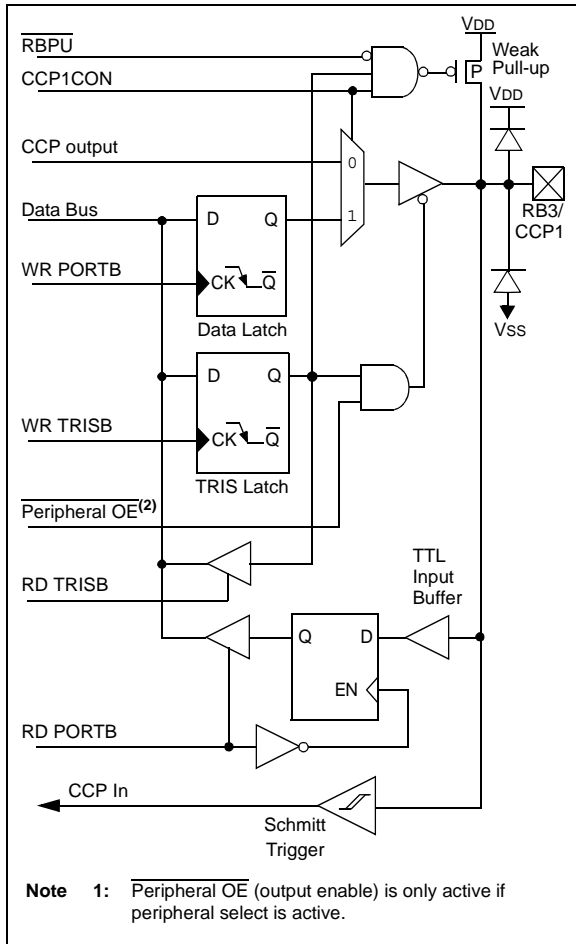 VDD
RBPU
Weak
Pull-up
P
CCP1CON
VDD
CCP output
0
Data Bus
D Q
1
RB3/
CCP1
WR PORTB
CK Q
Data Latch
VSS
D Q
WR TRISB
CK Q
TRIS Latch
Peripheral OE(2)
TTL
Input
Buffer
RD TRISB
Q D
EN
RD PORTB
CCP In
Schmitt
Trigger
Note 1: Peripheral OE (output enable) is only active if
peripheral select is active.